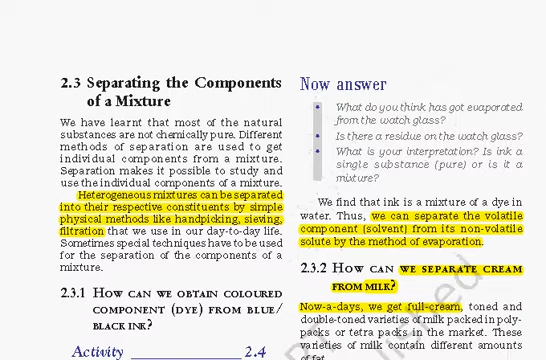 2.3 Separating the Components
of a Mixture
We have learnt that most of the natural
substances are not chemically pure. Different
methods of separation are used to get
individual components from a mixture.
Separation makes it possible to study and
use the individual components of a mixture.
Heterogeneous mixtures can be separated
into their respective constituents by simple
physical methods like handpicking, sieving,
filtration that we use in our day-to-day life.
Sometimes special techniques have to be used
for the separation of the components of a
mixture.
2.3.1 HOW CAN WE OBTAIN COLOURED
COMPONENT (DYE) FROM BLUE/
BLACK INK?
Activity ______________ 2.4
Now answer
• What do you think has got evaporated
from the watch glass?
• Is there a residue on the watch glass?
• What is your interpretation? Is ink a
single substance (pure) or is it a
mixture?
We find that ink is a mixture of a dye in
water. Thus, we can separate the volatile
component (solvent) from its non-volatile
solute by the method of evaporation.
2.3.2 HOW CAN WE SEPARATE CREAM
FROM MILK?
Now-a-days, we get full-cream, toned and
double-toned varieties of milk packed in poly-
packs or tetra packs in the market. These
varieties of milk contain different amounts
of fat.